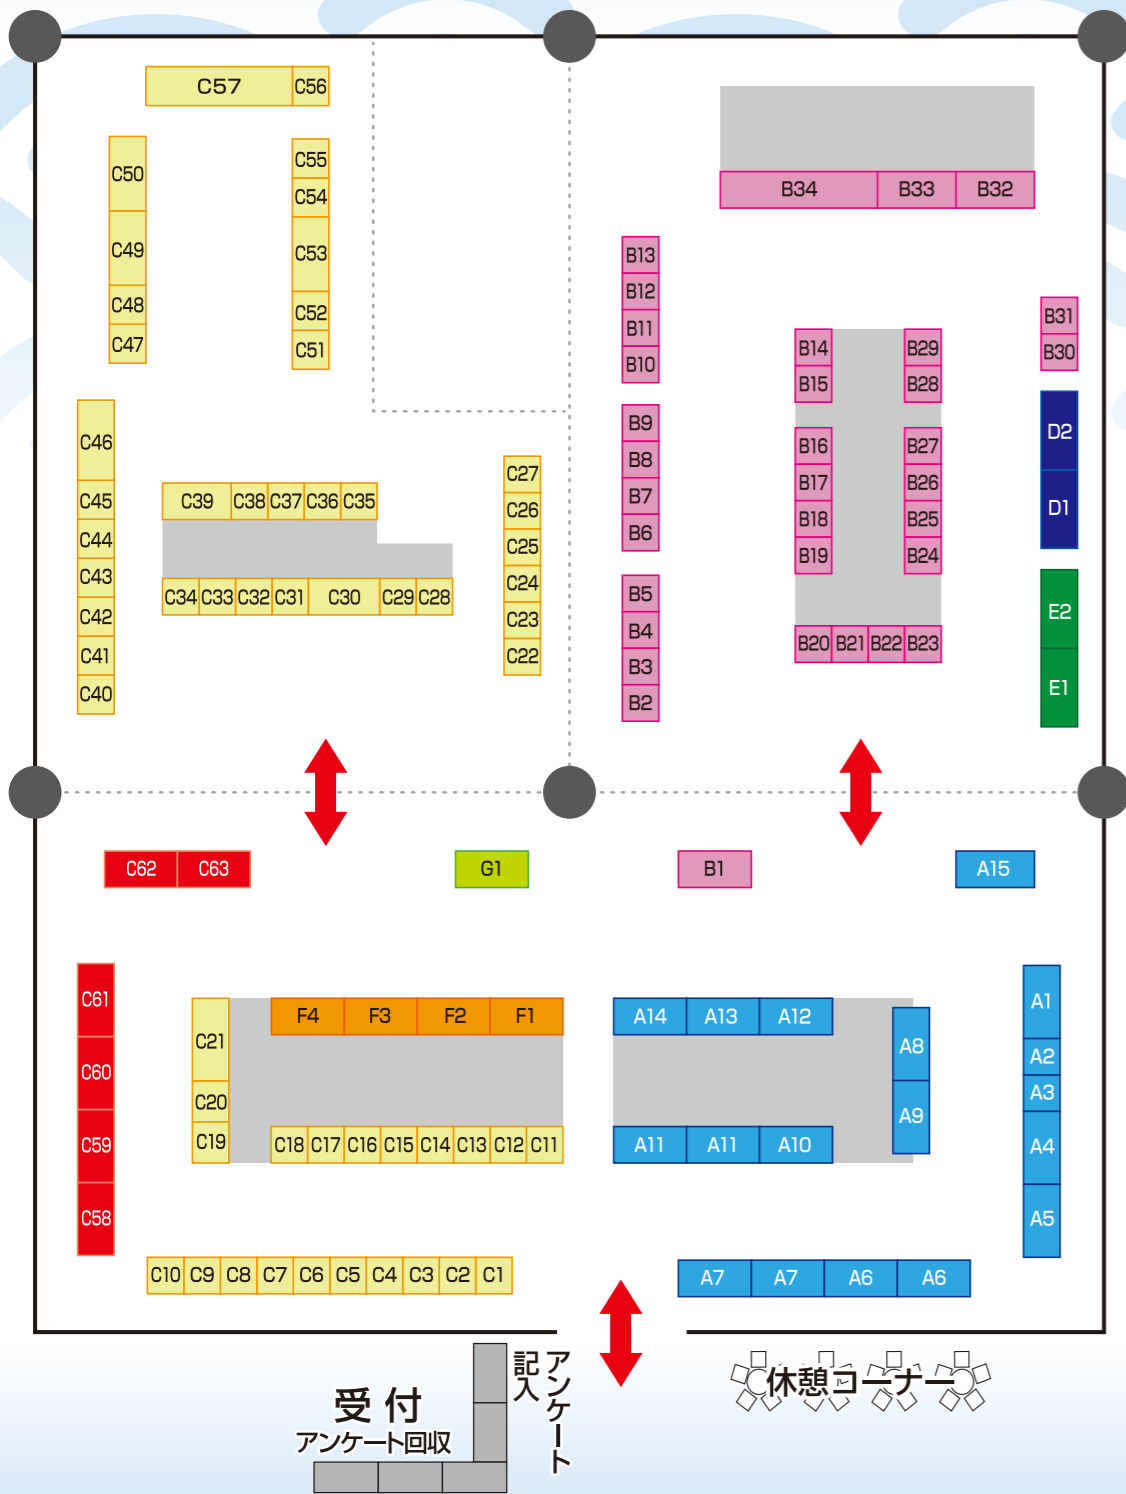 C57 C56
C50
C49
C48
C47
C55
C54
C53
C52
C51
B34 B33 B32
B13
B12
B11
B10
B31
B30
B14
B15
B29
B28
B9
B8
B7
B6
B16
B17
B18
B19
B27
B26
B25
B24
D2
D1
C46
C45
C44
C43
C42
C41
C40
C39 C38 C37 C36 C35
C34 C33 C32 C31 C30 C29 C28
C27
C26
C25
C24
C23
C22
B5
B4
B3
B2
B20 B21 B22 B23
E2
E1
C62 C63
G1
B1
A15
C61
C60
C59
C58
C21
C20
C19
F4 F3 F2 F1
C18 C17 C16 C15 C14 C13 C12 C11
A14 A13 A12
A11 A11 A10
A8
A9
A1
A2
A3
A4
A5
C10 C9 C8 C7 C6 C5 C4 C3 C2 C1
A7 A7 A6 A6
アンケート
記入
受付
アンケート回収
休憩コーナー